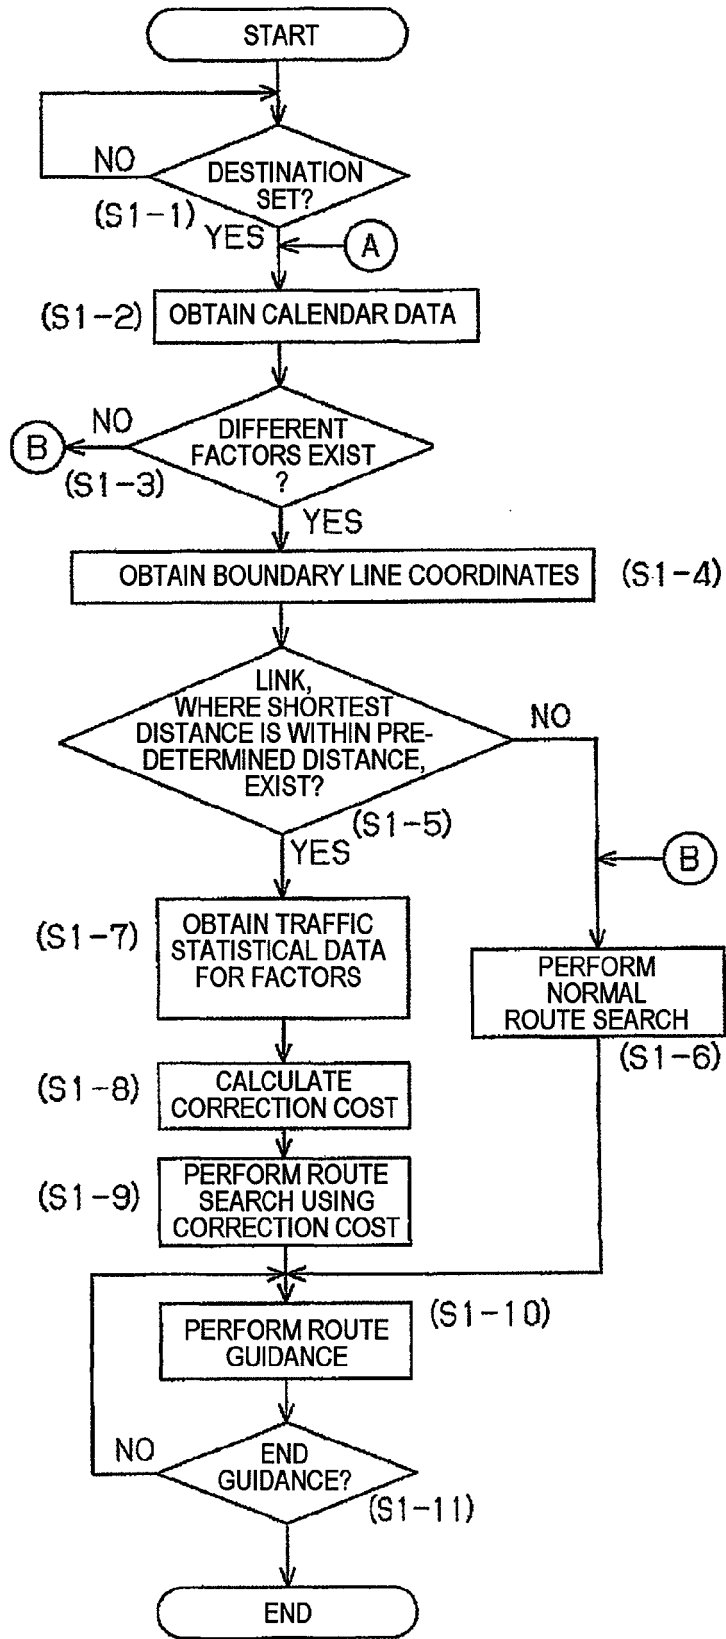 START
NO
DESTINATION
SET?
(S1-1)
YES
A
(S1-2)
OBTAIN CALENDAR DATA
NO
B
DIFFERENT
FACTORS EXIST
?
(S1-3)
YES
OBTAIN BOUNDARY LINE COORDINATES
(S1-4)
LINK,
WHERE SHORTEST
DISTANCE IS WITHIN PRE-
DETERMINED DISTANCE,
EXIST?
NO
(S1-5)
YES
B
(S1-7)
OBTAIN TRAFFIC
STATISTICAL DATA
FOR FACTORS
PERFORM
NORMAL
ROUTE SEARCH
(S1-6)
(S1-8)
CALCULATE
CORRECTION COST
(S1-9)
PERFORM ROUTE
SEARCH USING
CORRECTION COST
(S1-10)
PERFORM ROUTE
GUIDANCE
NO
END
GUIDANCE?
(S1-11)
END